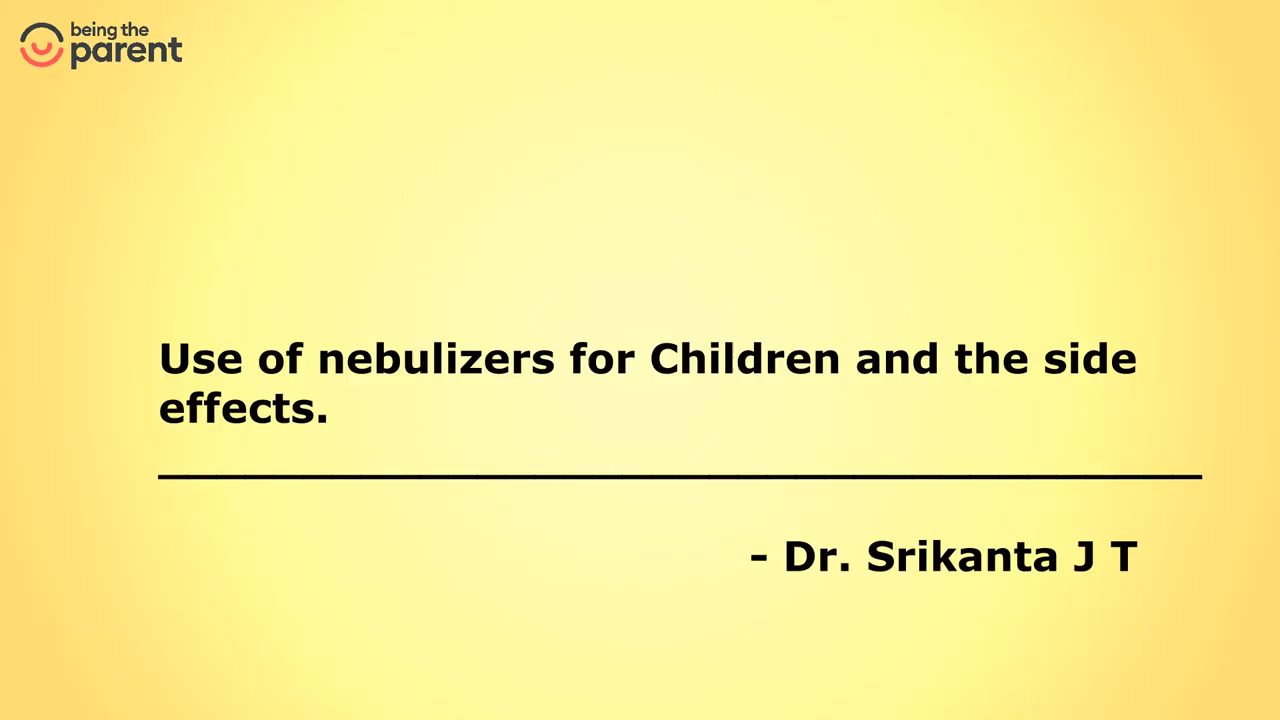 being the
parent
Use of nebulizers for Children and the side
effects.
- Dr. Srikanta J T